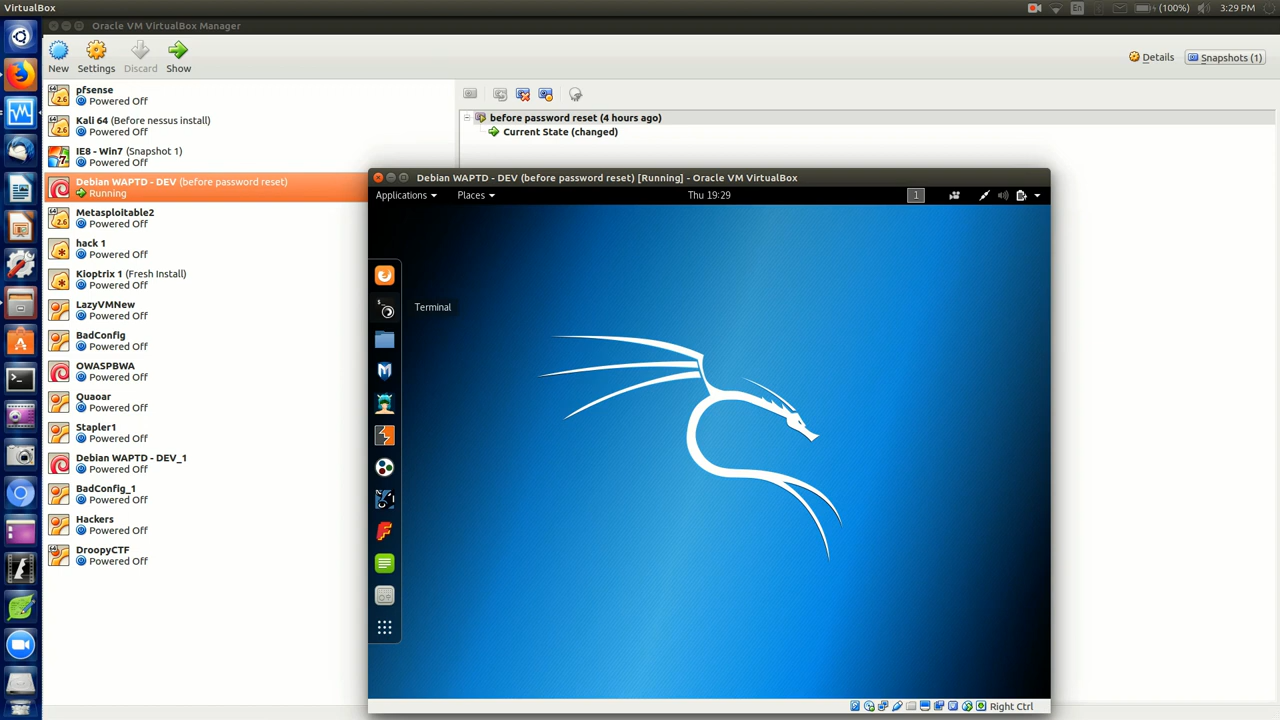 VirtualBox
En
(100%)
3:29 PM
Oracle VM VirtualBox Manager
New
Settings
Discard
Show
Details
Snapshots (1)
pfsense
Powered Off
Kali 64 (Before nessus install)
Powered Off
IE8 - Win7 (Snapshot 1)
Powered Off
Debian WAPTD - DEV (before password reset)
Running
Metasploitable2
Powered Off
hack 1
Powered Off
Kioptrix 1 (Fresh Install)
Powered Off
LazyVMNew
Powered Off
BadConfig
Powered Off
OWASPBWA
Powered Off
Quaoar
Powered Off
Stapler1
Powered Off
Debian WAPTD - DEV_1
Powered Off
BadConfig_1
Powered Off
Hackers
Powered Off
DroopyCTF
Powered Off
before password reset (4 hours ago)
Current State (changed)
Debian WAPTD - DEV (before password reset) [Running] - Oracle VM VirtualBox
Applications
Places
Thu 19:29
1
Terminal
Right Ctrl